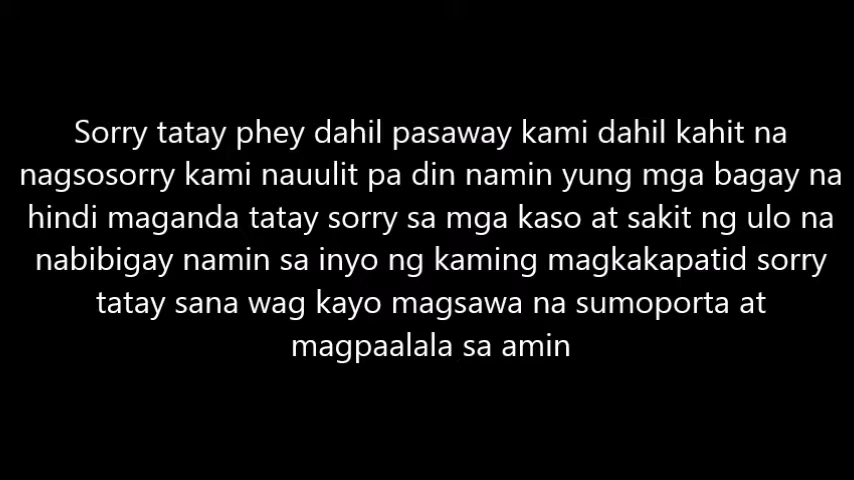 Sorry tatay phey dahil pasaway kami dahil kahit na
nagsosorry kami nauulit pa din namin yung mga bagay na
hindi maganda tatay sorry sa mga kaso at sakit ng ulo na
nabibigay namin sa inyo ng kaming magkakapatid sorry
tatay sana wag kayo magsawa na sumoporta at
magpaalala sa amin